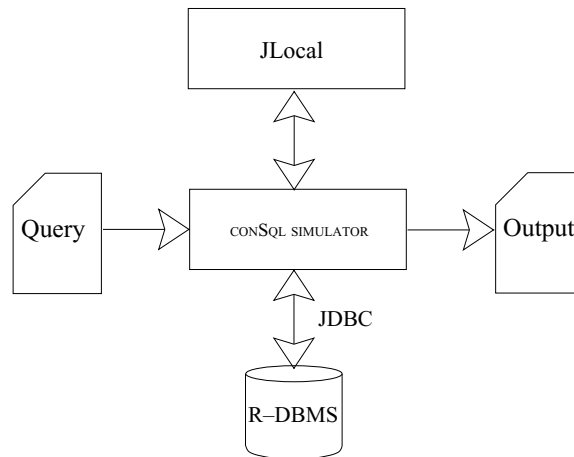 JLocal
Query
conSql simulator
Output
JDBC
R–DBMS